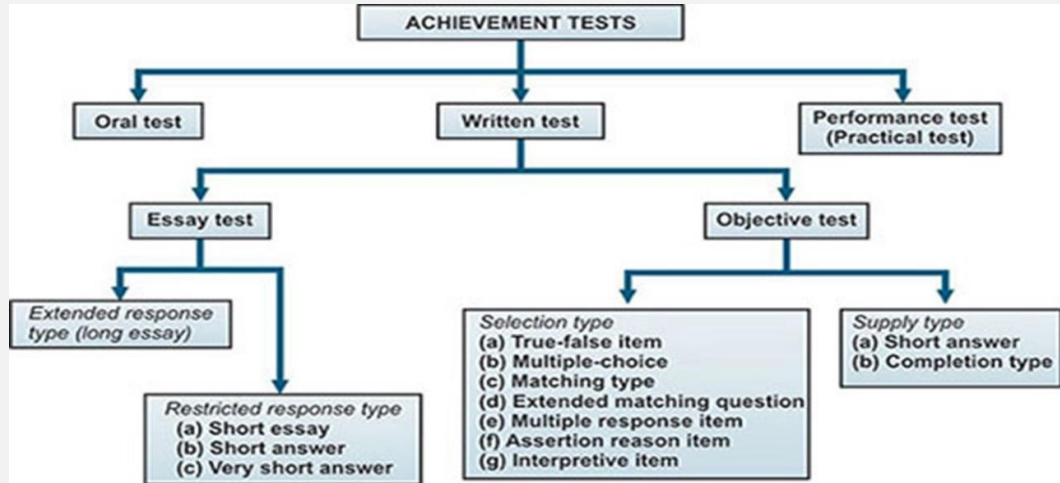 ACHIEVEMENT TESTS
Oral test
Written test
Performance test
(Practical test)
Essay test
Objective test
Extended response
type (long essay)
Restricted response type
(a) Short essay
(b) Short answer
(c) Very short answer
Selection type
(a) True-false item
(b) Multiple-choice
(c) Matching type
(d) Extended matching question
(e) Multiple response item
(f) Assertion reason item
(g) Interpretive item
Supply type
(a) Short answer
(b) Completion type